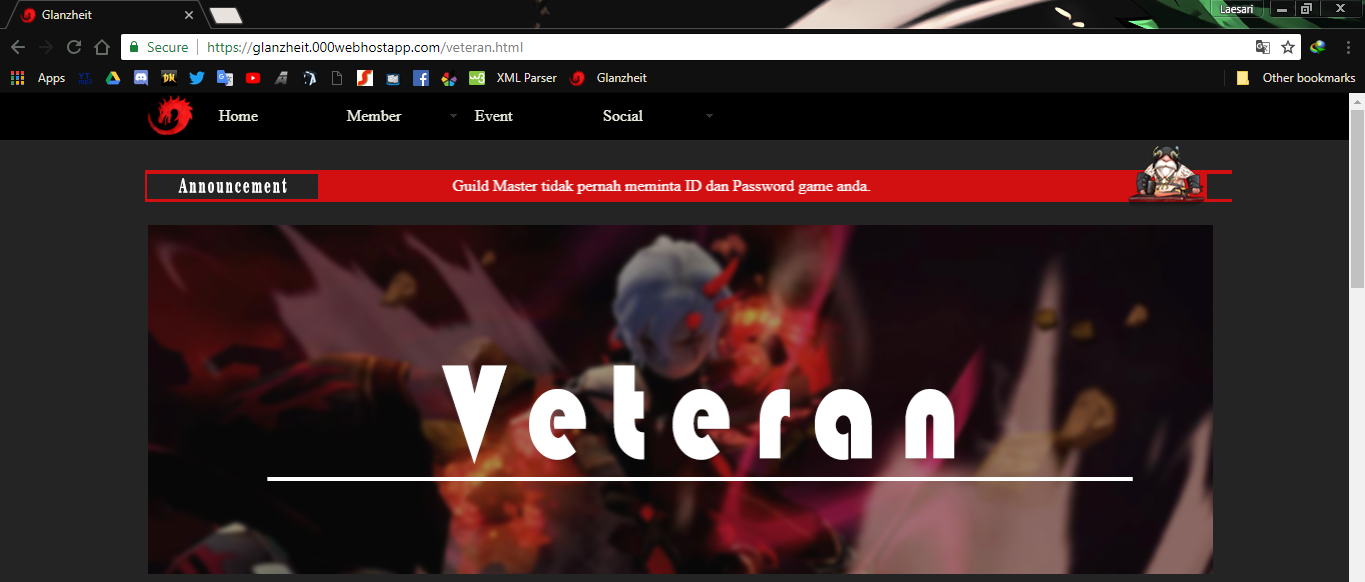 Glanzheit
Laesari
Secure https://glanzheit.000webhostapp.com/veteran.html
Apps DK XML Parser Glanzheit Other bookmarks
Home Member Event Social
Announcement Guild Master tidak pernah meminta ID dan Password game anda.
Veteran